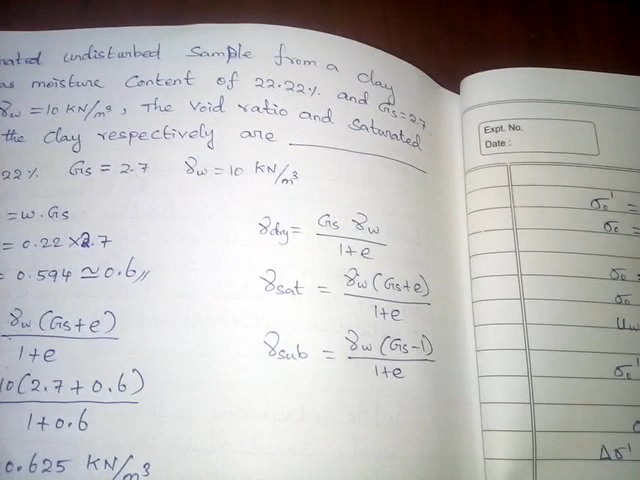 rated undisturbed sample from a clay
as moisture content of 22.22% and Gs=2.7
γw = 10 KN/m³, The void ratio and saturated
the clay respectively are ________
22% Gs = 2.7 γw = 10 KN/m³
= w.Gs
= 0.22 × 2.7
= 0.594 ≃ 0.6//
γw (Gs+e) / 1+e
10(2.7+0.6) / 1+0.6
0.625 KN/m³
γdry = Gs γw / 1+e
γsat = γw (Gs+e) / 1+e
γsub = γw (Gs-1) / 1+e
Expt. No.
Date :
σ₀' =
σ₀ =
σ₀ =
σ₀
Uw
σ₀'
Δσ'